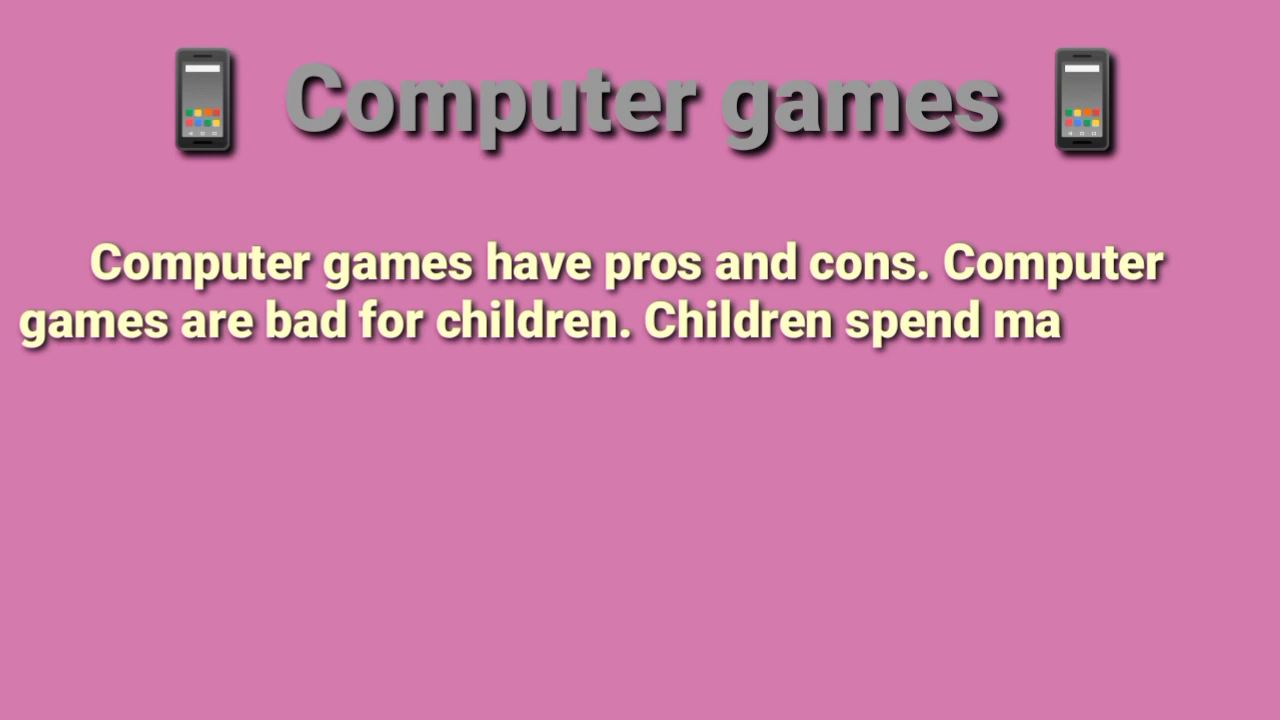 Computer games
Computer games have pros and cons. Computer
games are bad for children. Children spend ma